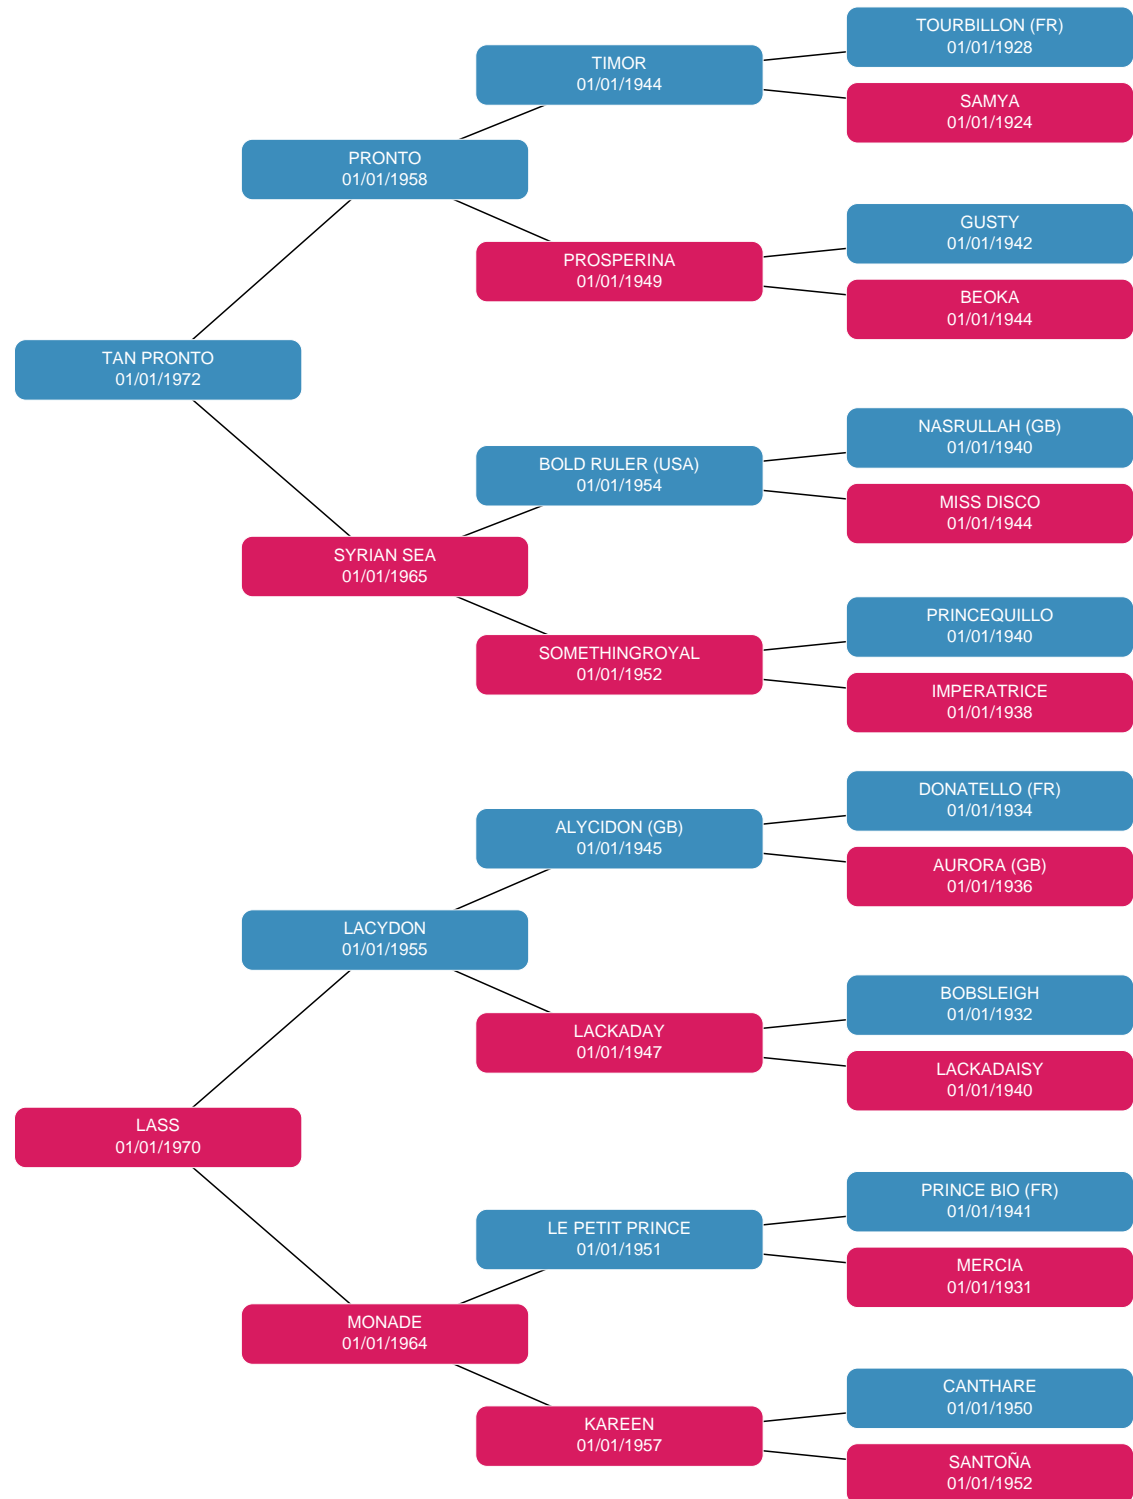 TOURBILLON (FR)
01/01/1928
TIMOR
01/01/1944
SAMYA
01/01/1924
PRONTO
01/01/1958
GUSTY
01/01/1942
PROSPERINA
01/01/1949
BEOKA
01/01/1944
TAN PRONTO
01/01/1972
NASRULLAH (GB)
01/01/1940
BOLD RULER (USA)
01/01/1954
MISS DISCO
01/01/1944
SYRIAN SEA
01/01/1965
PRINCEQUILLO
01/01/1940
SOMETHINGROYAL
01/01/1952
IMPERATRICE
01/01/1938
DONATELLO (FR)
01/01/1934
ALYCIDON (GB)
01/01/1945
AURORA (GB)
01/01/1936
LACYDON
01/01/1955
BOBSLEIGH
01/01/1932
LACKADAY
01/01/1947
LACKADAISY
01/01/1940
LASS
01/01/1970
PRINCE BIO (FR)
01/01/1941
LE PETIT PRINCE
01/01/1951
MERCIA
01/01/1931
MONADE
01/01/1964
CANTHARE
01/01/1950
KAREEN
01/01/1957
SANTOÑA
01/01/1952